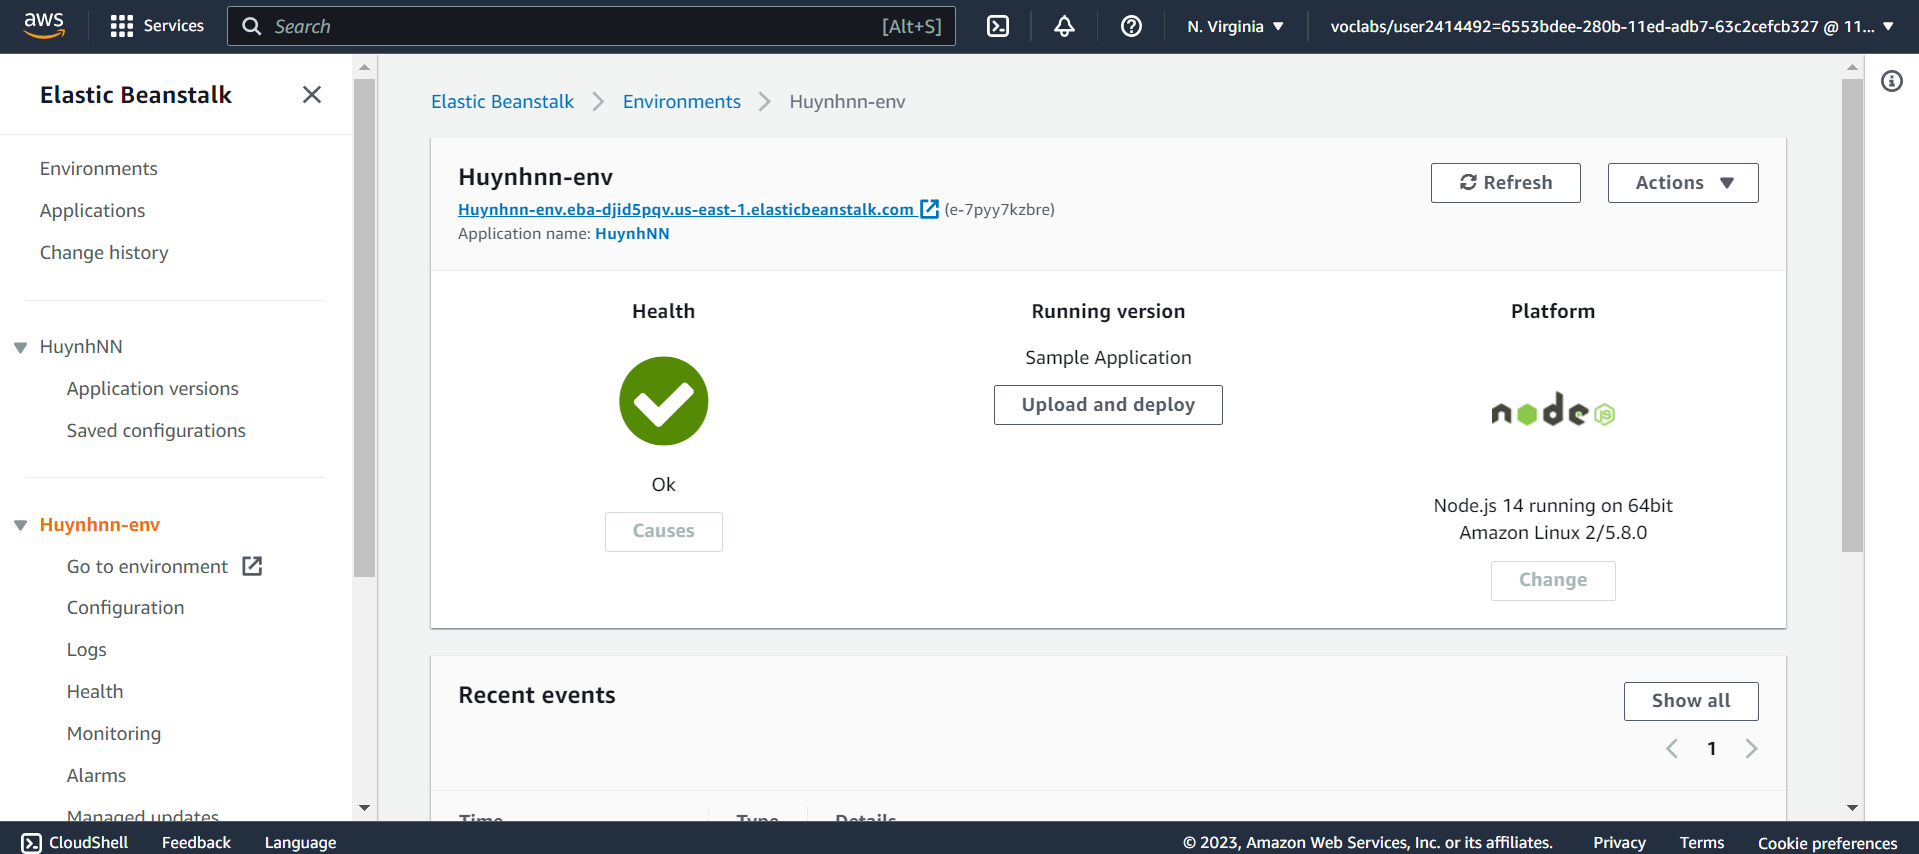 aws
Services
Search
[Alt+S]
N. Virginia
voclabs/user2414492=6553bdee-280b-11ed-adb7-63c2cefcb327 @ 11...
Elastic Beanstalk
Environments
Applications
Change history
HuynhNN
Application versions
Saved configurations
Huynhnn-env
Go to environment
Configuration
Logs
Health
Monitoring
Alarms
Managed updates
Elastic Beanstalk
Environments
Huynhnn-env
Huynhnn-env
Huynhnn-env.eba-djid5pqv.us-east-1.elasticbeanstalk.com (e-7pyy7kzbre)
Application name: HuynhNN
Refresh
Actions
Health
Ok
Causes
Running version
Sample Application
Upload and deploy
Platform
node JS
Node.js 14 running on 64bit
Amazon Linux 2/5.8.0
Change
Recent events
Show all
1
Time
Type
Details
CloudShell
Feedback
Language
© 2023, Amazon Web Services, Inc. or its affiliates.
Privacy
Terms
Cookie preferences